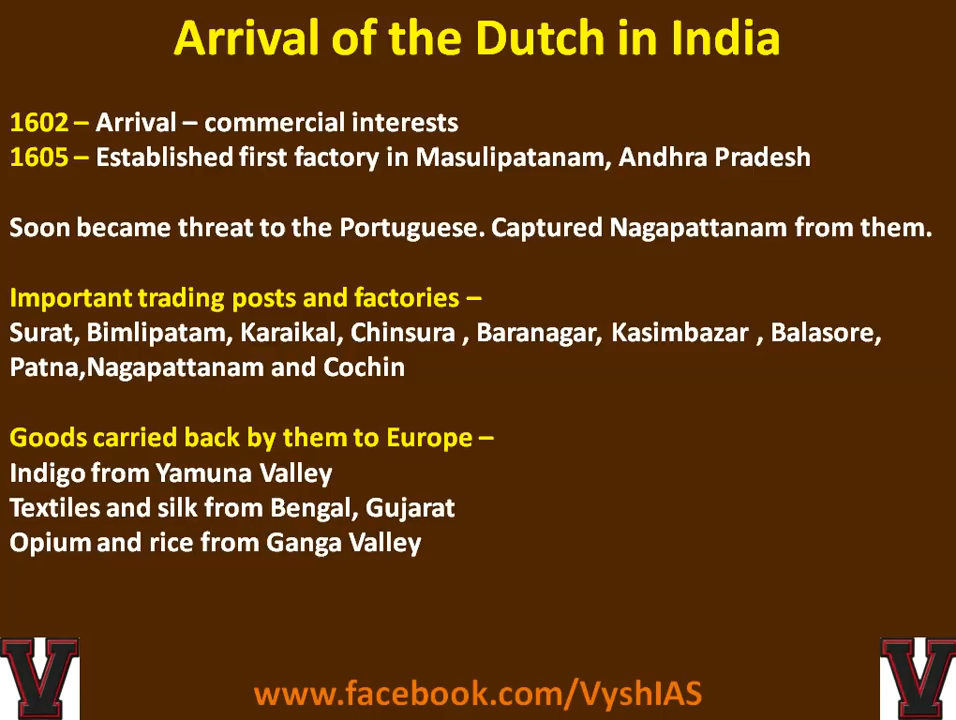 Arrival of the Dutch in India
1602 – Arrival – commercial interests
1605 – Established first factory in Masulipatanam, Andhra Pradesh
Soon became threat to the Portuguese. Captured Nagapattanam from them.
Important trading posts and factories –
Surat, Bimlipatam, Karaikal, Chinsura , Baranagar, Kasimbazar , Balasore,
Patna,Nagapattanam and Cochin
Goods carried back by them to Europe –
Indigo from Yamuna Valley
Textiles and silk from Bengal, Gujarat
Opium and rice from Ganga Valley
V V
www.facebook.com/VyshIAS